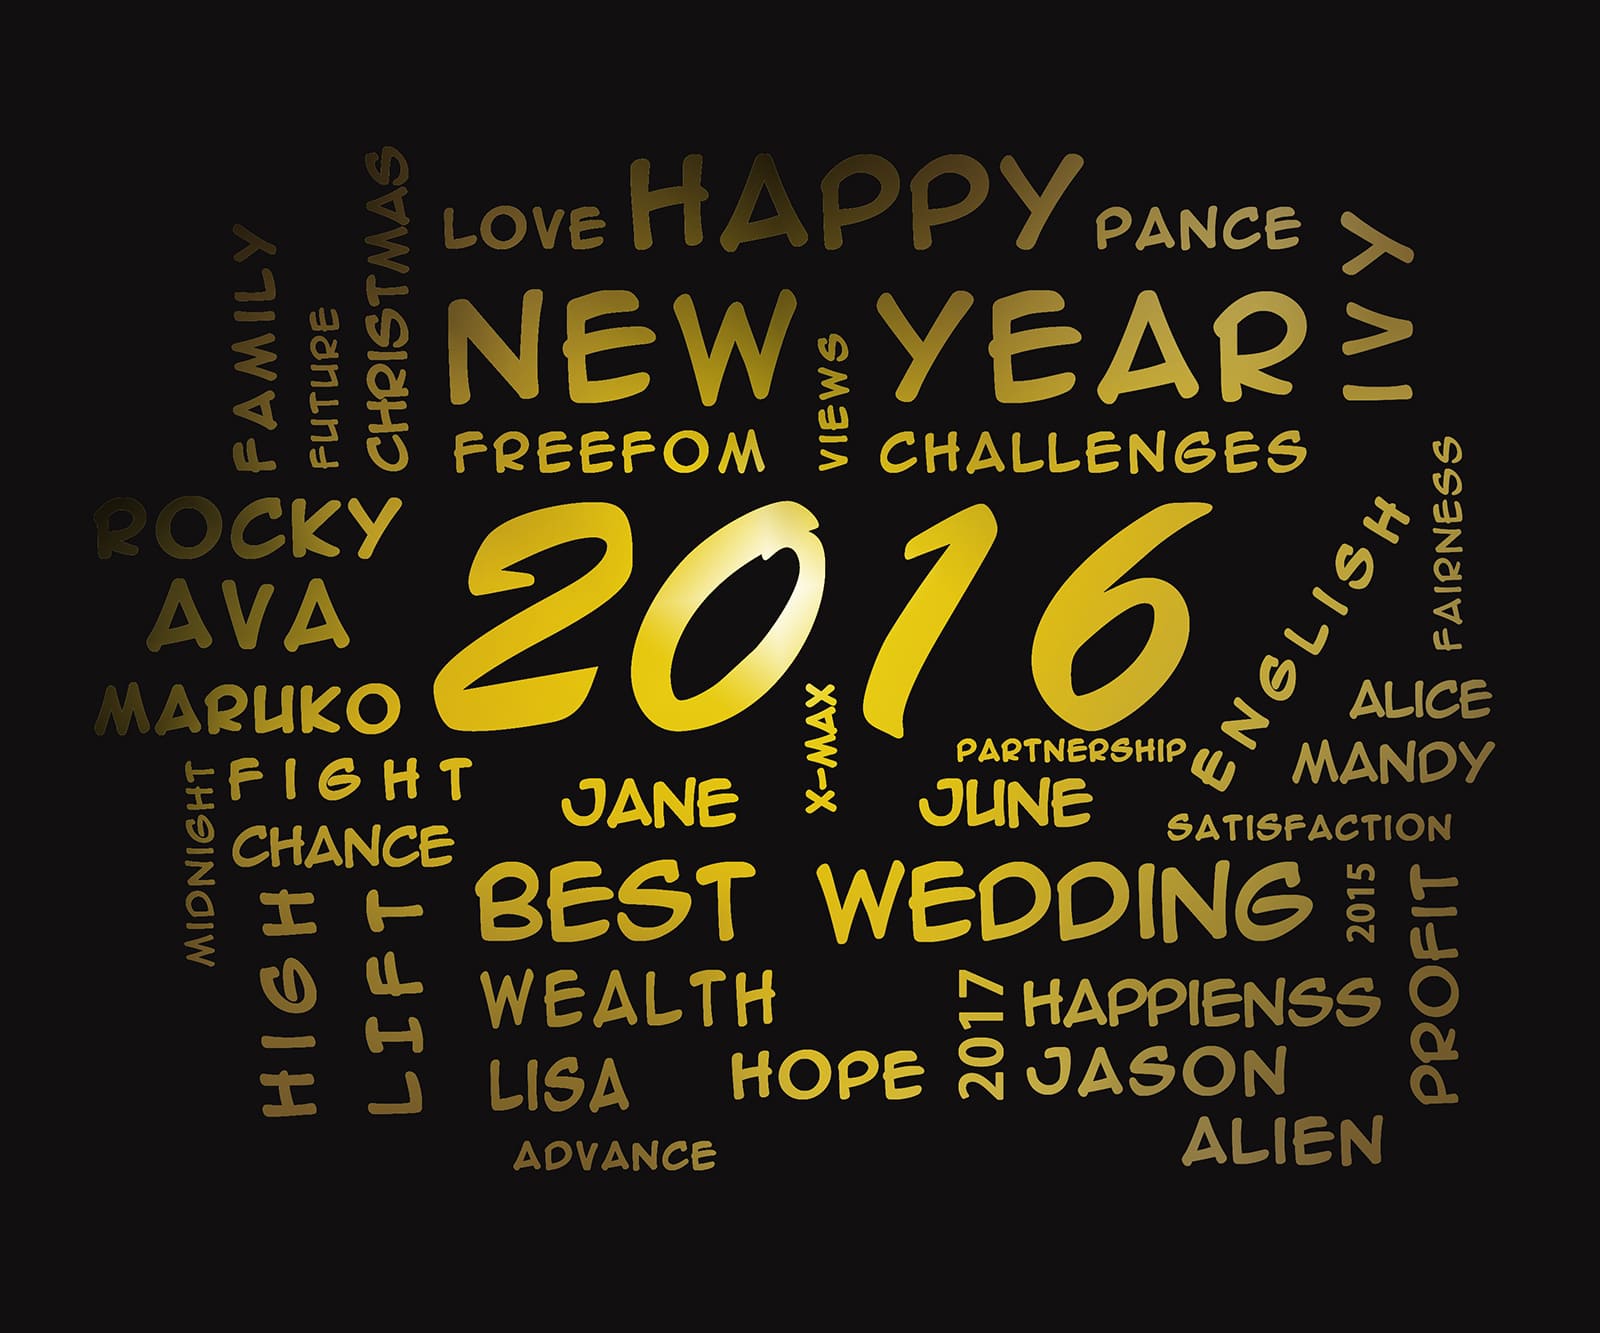 CHRISTMAS
LOVE HAPPY PANCE
IVY
FAMILY
FUTURE
NEW YEAR
VIEWS
FREEFOM CHALLENGES
FAIRNESS
ROCKY
2016
ENGLISH
AVA
MARUKO
X-MAX
ALICE
PARTNERSHIP
MANDY
FIGHT
MIDNIGHT
JANE JUNE
SATISFACTION
CHANCE
BEST WEDDING
2015
PROFIT
HIGH
LIFT
WEALTH
2017
HAPPIENSS
LISA HOPE JASON
ALIEN
ADVANCE